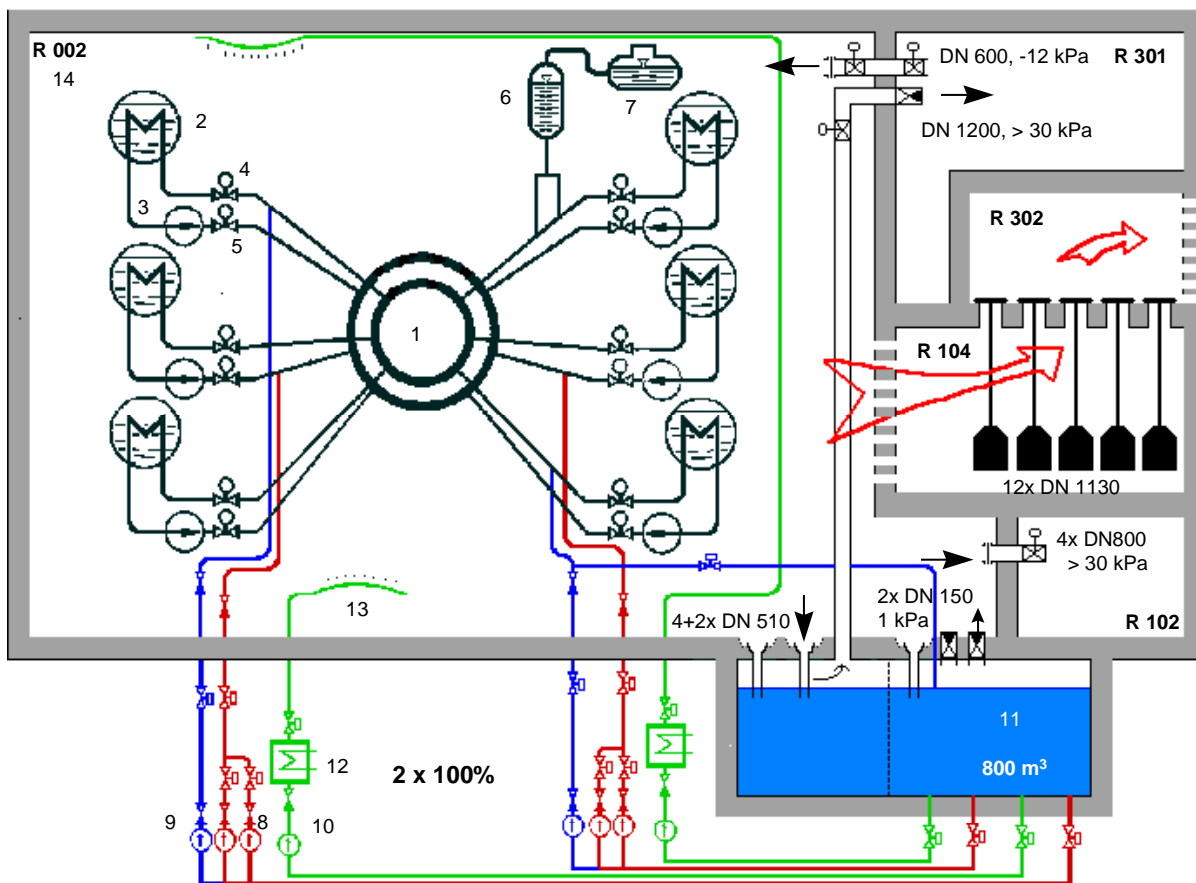 R 002
14
2
4
3
5
6
7
DN 600, -12 kPa
R 301
DN 1200, > 30 kPa
R 302
1
R 104
12x DN 1130
4x DN800
> 30 kPa
13
2x DN 150
4+2x DN 510
1 kPa
R 102
11
12
2 x 100%
800 m³
9
8
10